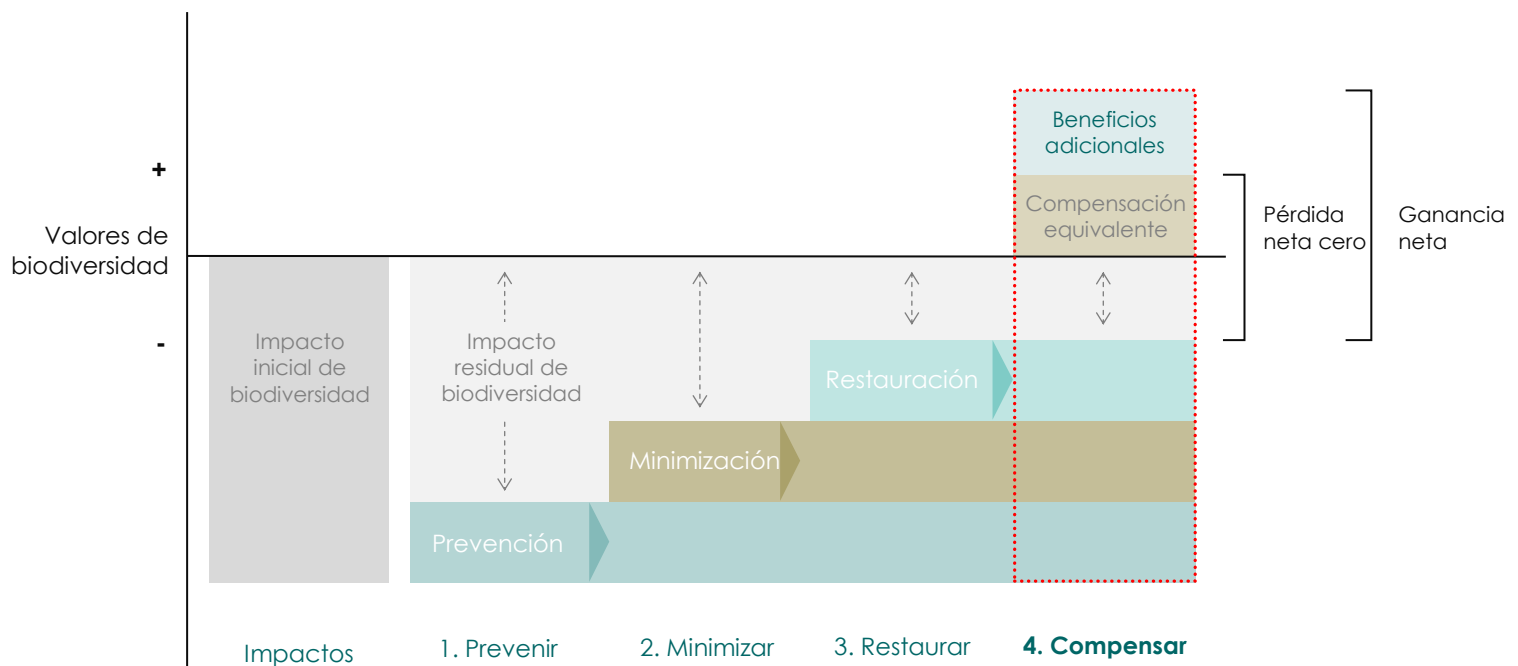 Beneficios
adicionales
+
Compensación
equivalente
Pérdida
neta cero
Ganancia
neta
Valores de
biodiversidad
-
Impacto
inicial de
biodiversidad
Impacto
residual de
biodiversidad
Restauración
Minimización
Prevención
Impactos
1. Prevenir
2. Minimizar
3. Restaurar
4. Compensar